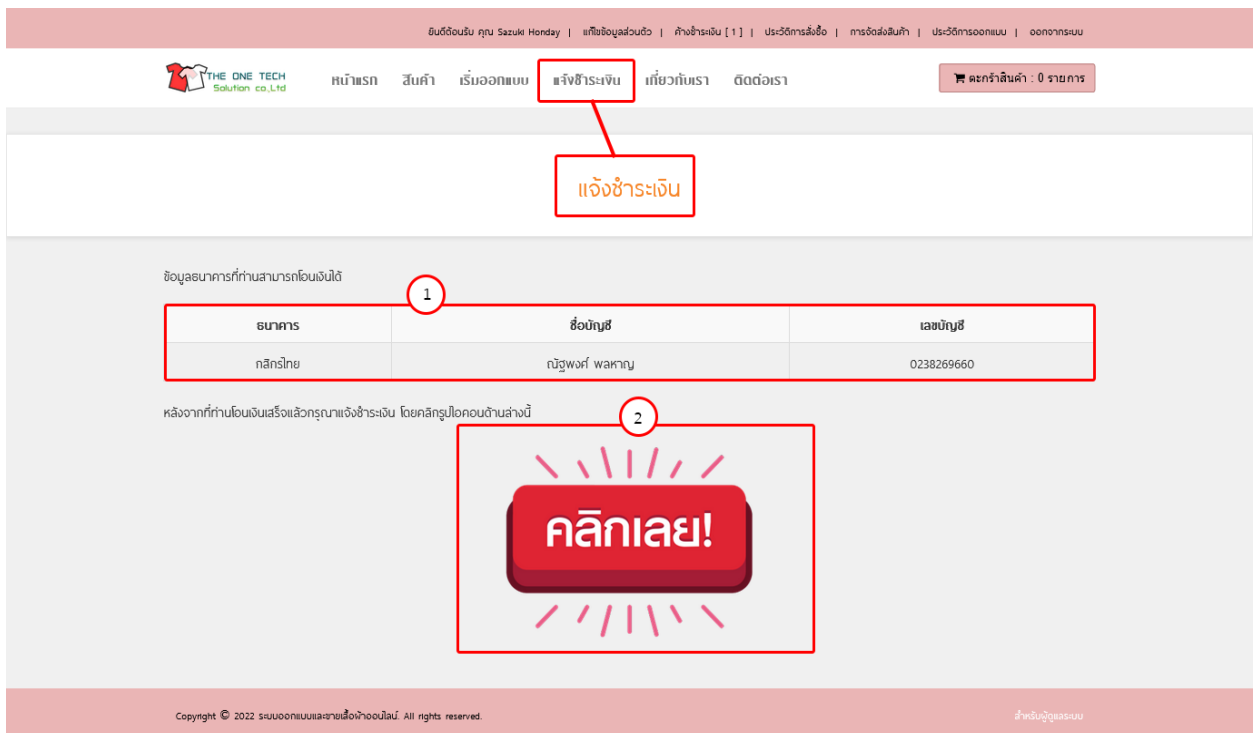 ยินดีต้อนรับ คุณ Sazuki Honday | แก้ไขข้อมูลส่วนตัว | ค้างชำระเงิน [ 1 ] | ประวัติการสั่งซื้อ | การจัดส่งสินค้า | ประวัติการออกแบบ | ออกจากระบบ
THE ONE TECH
Solution co.,Ltd
หน้าแรก สินค้า เริ่มออกแบบ แจ้งชำระเงิน เกี่ยวกับเรา ติดต่อเรา
ตะกร้าสินค้า : 0 รายการ
แจ้งชำระเงิน
ข้อมูลธนาคารที่ท่านสามารถโอนเงินได้
1
ธนาคาร ชื่อบัญชี เลขบัญชี
กสิกรไทย ณัฐพงศ์ พลหาญ 0238269660
หลังจากที่ท่านโอนเงินเสร็จแล้วกรุณาแจ้งชำระเงิน โดยคลิกรูปไอคอนด้านล่างนี้
2
คลิกเลย!
Copyright © 2022 ระบบออกแบบและขายเสื้อผ้าออนไลน์. All rights reserved.
สำหรับผู้ดูแลระบบ